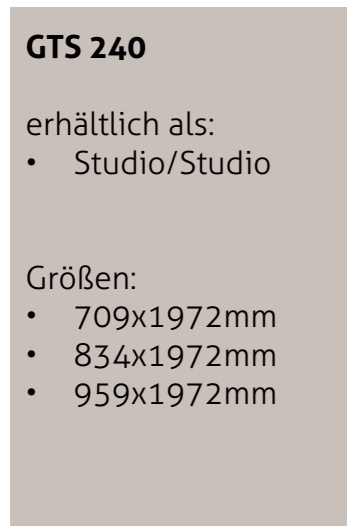 GTS 240
erhältlich als:
• Studio/Studio
Größen:
• 709x1972mm
• 834x1972mm
• 959x1972mm